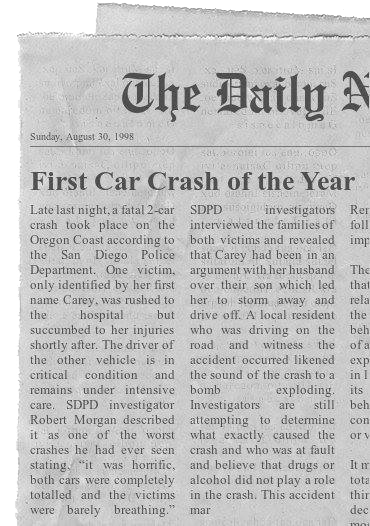 The Daily N
Sunday, August 30, 1998
First Car Crash of the Year
Late last night, a fatal 2-car
crash took place on the
Oregon Coast according to
the San Diego Police
Department. One victim,
only identified by her first
name Carey, was rushed to
the hospital but
succumbed to her injuries
shortly after. The driver of
the other vehicle is in
critical condition and
remains under intensive
care. SDPD investigator
Robert Morgan described
it as one of the worst
crashes he had ever seen
stating, “it was horrific,
both cars were completely
totalled and the victims
were barely breathing.”
SDPD investigators
interviewed the families of
both victims and revealed
that Carey had been in an
argument with her husband
over their son which led
her to storm away and
drive off. A local resident
who was driving on the
road and witness the
accident occurred likened
the sound of the crash to a
bomb exploding.
Investigators are still
attempting to determine
what exactly caused the
crash and who was at fault
and believe that drugs or
alcohol did not play a role
in the crash. This accident
mar
Rer
foll
imp
The
that
rela
the
beh
of a
exp
in l
its
beh
con
or v
It m
tota
thin
dec